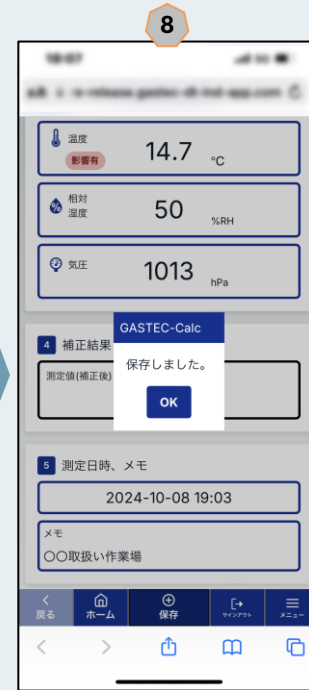 8
温度
影響有
14.7 °C
相対
湿度
50 %RH
気圧
1013 hPa
4 補正結果
測定値(補正後)
GASTEC-Calc
保存しました。
OK
5 測定日時、メモ
2024-10-08 19:03
メモ
〇〇取扱い作業場
戻る
ホーム
保存
サインアウト
メニュー